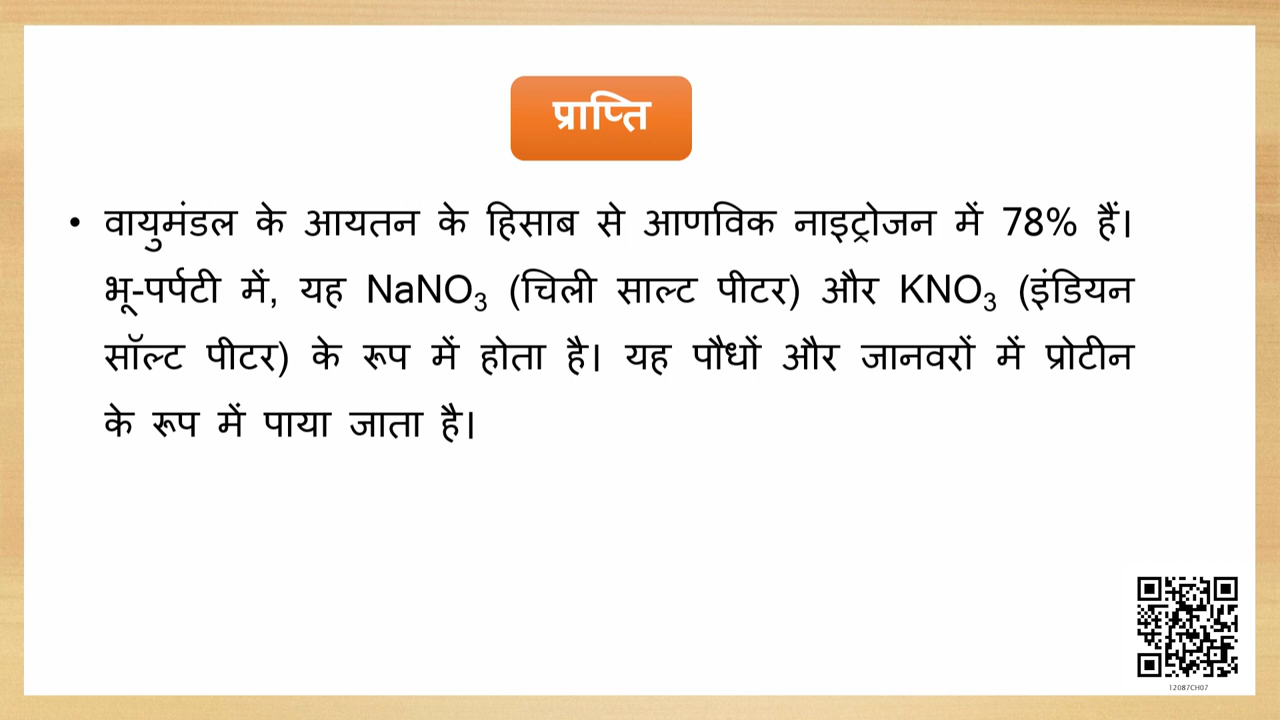 प्राप्ति
• वायुमंडल के आयतन के हिसाब से आणविक नाइट्रोजन में 78% हैं।
भू-पर्पटी में, यह NaNO₃ (चिली साल्ट पीटर) और KNO₃ (इंडियन
सॉल्ट पीटर) के रूप में होता है। यह पौधों और जानवरों में प्रोटीन
के रूप में पाया जाता है।
12087CH07